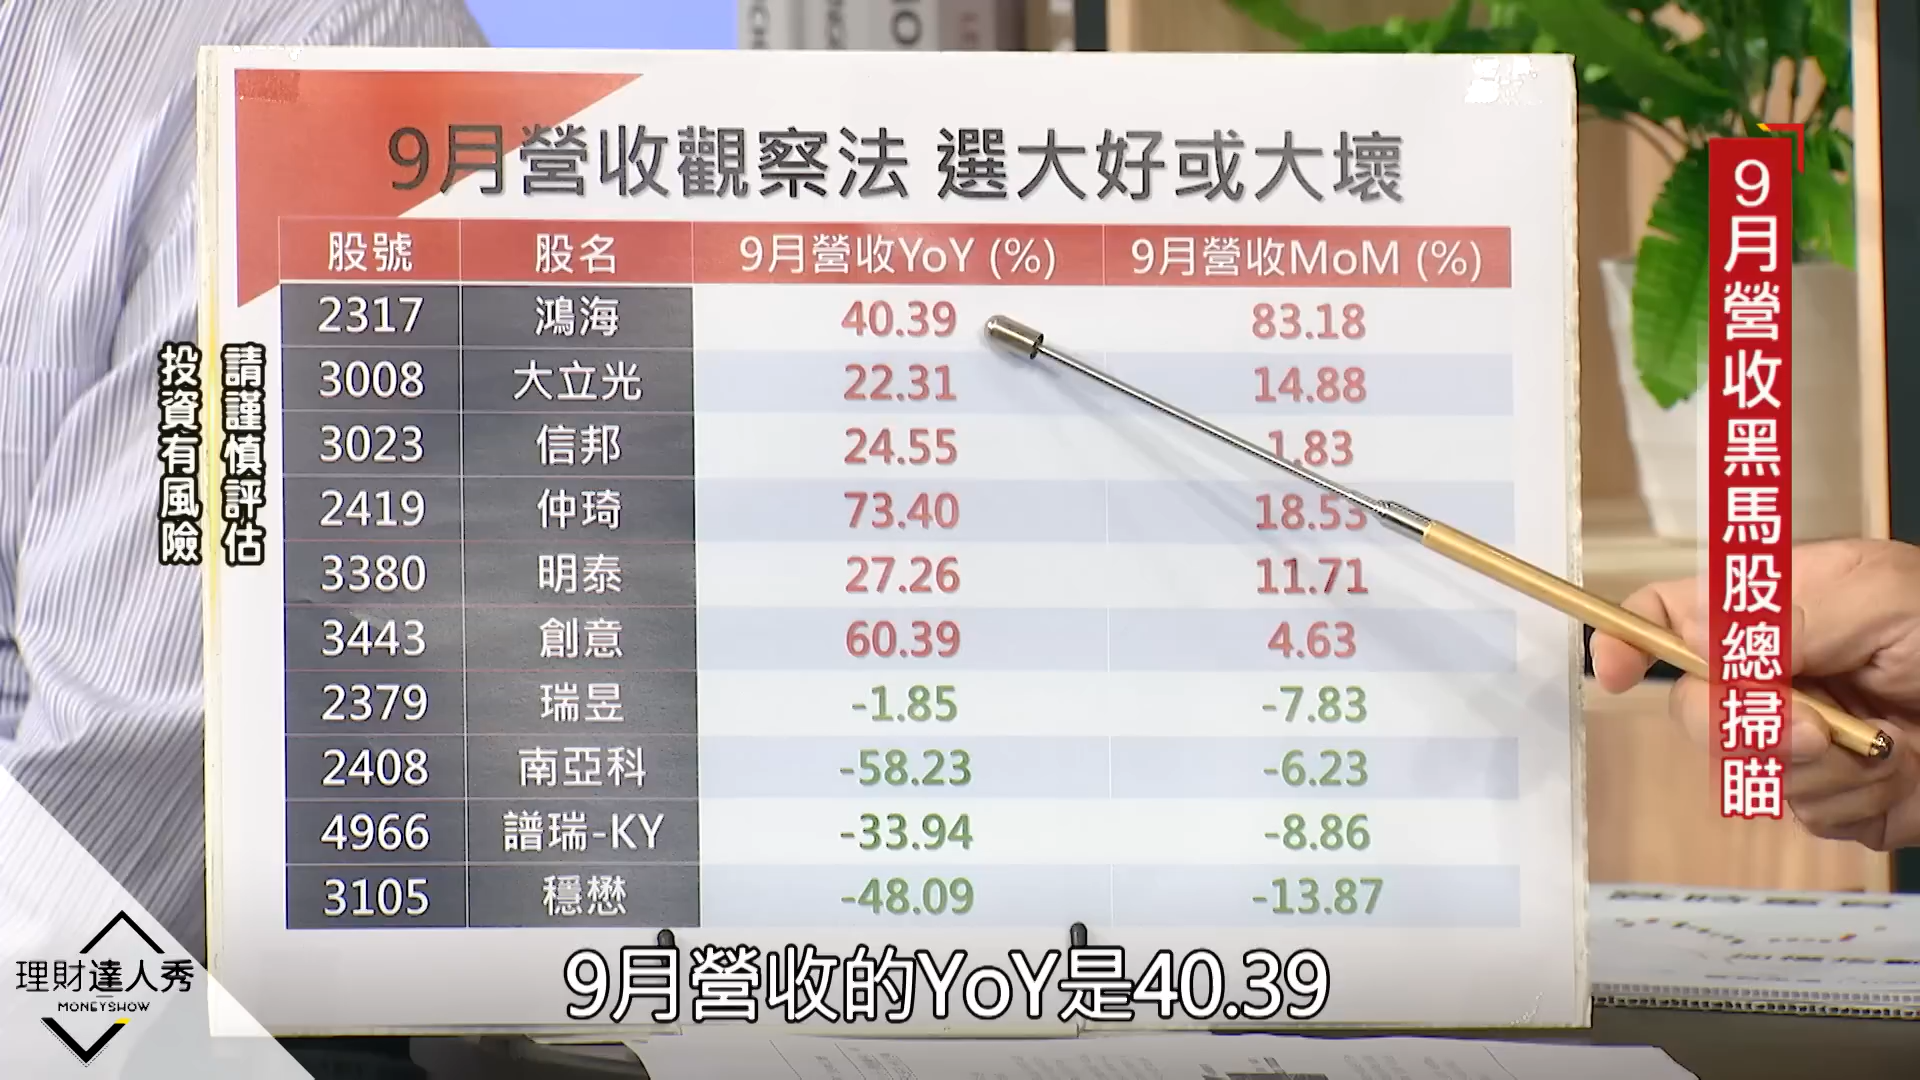 9月營收觀察法 選大好或大壞
股號 股名 9月營收YoY (%) 9月營收MoM (%)
2317 鴻海 40.39 83.18
3008 大立光 22.31 14.88
3023 信邦 24.55 1.83
2419 仲琦 73.40 18.53
3380 明泰 27.26 11.71
3443 創意 60.39 4.63
2379 瑞昱 -1.85 -7.83
2408 南亞科 -58.23 -6.23
4966 譜瑞-KY -33.94 -8.86
3105 穩懋 -48.09 -13.87
投資有風險
請謹慎評估
9月營收黑馬股總掃瞄
理財達人秀
MONEYSHOW
9月營收的YoY是40.39